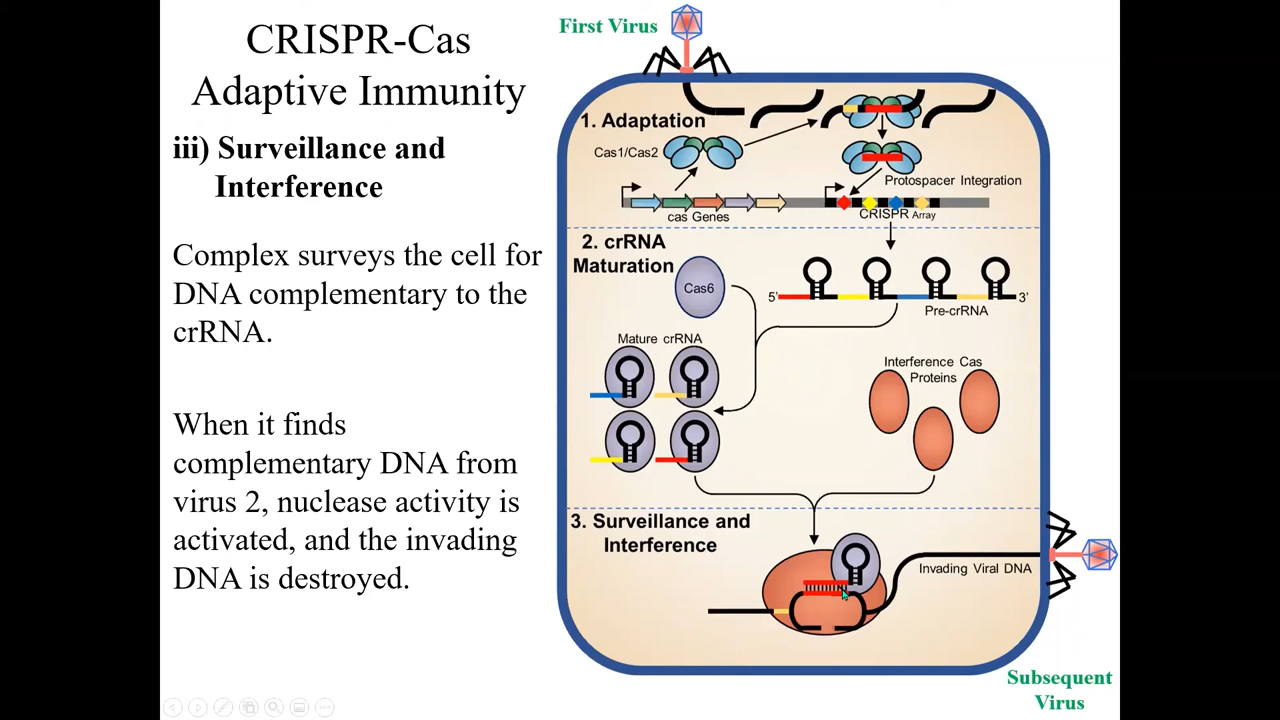 CRISPR-Cas
Adaptive Immunity
iii) Surveillance and
Interference
Complex surveys the cell for
DNA complementary to the
crRNA.
When it finds
complementary DNA from
virus 2, nuclease activity is
activated, and the invading
DNA is destroyed.
First Virus
1. Adaptation
Cas1/Cas2
Protospacer Integration
cas Genes
CRISPR Array
2. crRNA
Maturation
Cas6
5'
3'
Pre-crRNA
Mature crRNA
Interference Cas
Proteins
3. Surveillance and
Interference
Invading Viral DNA
Subsequent
Virus